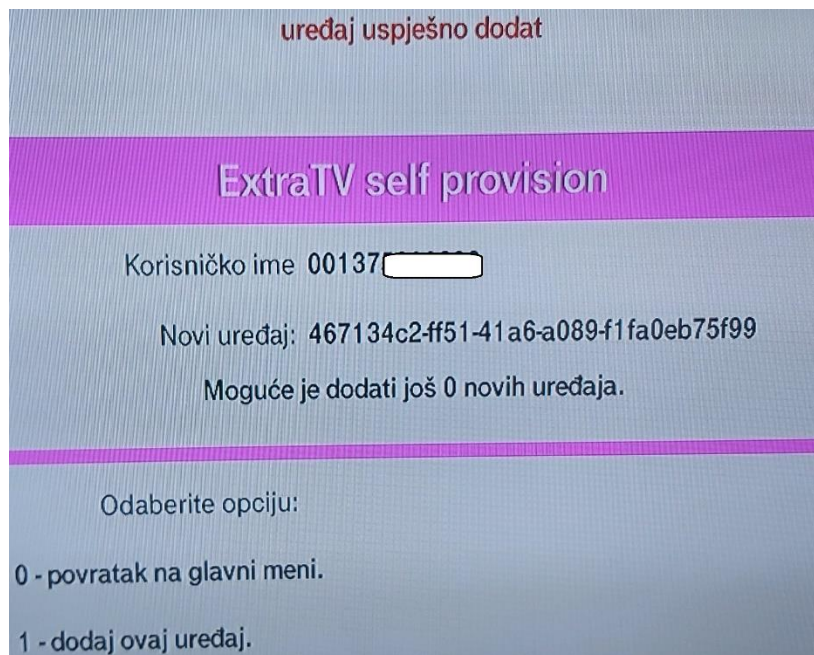 uređaj uspješno dodat
ExtraTV self provision
Korisničko ime 00137
Novi uređaj: 467134c2-ff51-41a6-a089-f1fa0eb75f99
Moguće je dodati još 0 novih uređaja.
Odaberite opciju:
0 - povratak na glavni meni.
1 - dodaj ovaj uređaj.